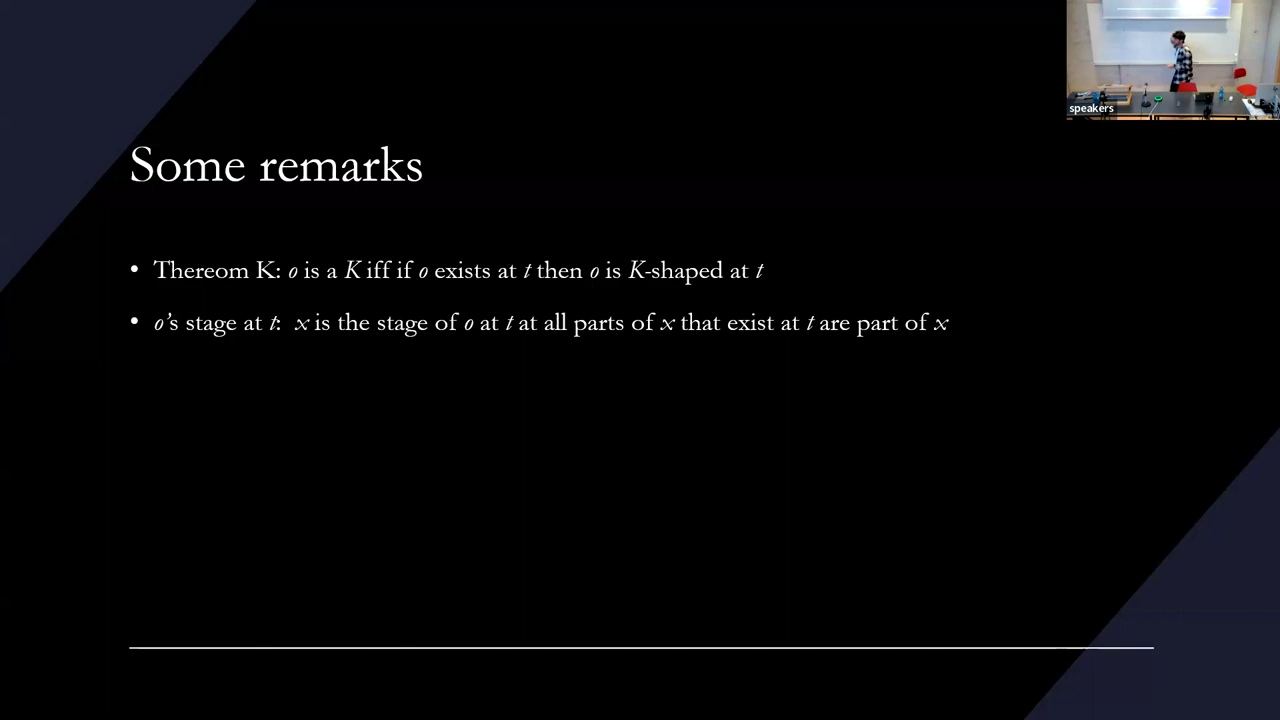 speakers
Some remarks
• Thereom K: o is a K iff if o exists at t then o is K-shaped at t
• o's stage at t: x is the stage of o at t at all parts of x that exist at t are part of x